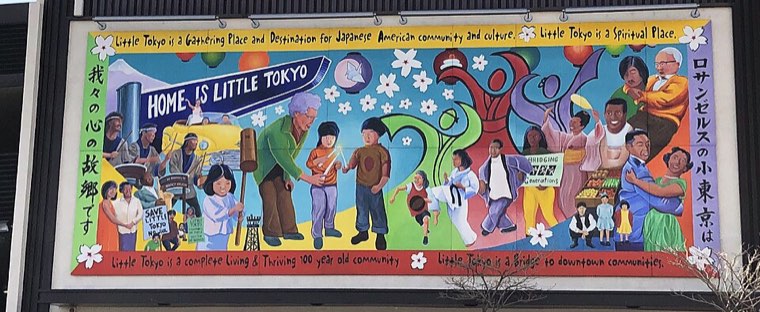 Little Tokyo is a Gathering Place and Destination for Japanese American community and culture.
Little Tokyo is a Spiritual Place.
我々の心の故郷です
ロサンゼルスの小東京は
HOME IS LITTLE TOKYO
SAVE LITTLE
TOKYO
BRIDGING
Generations
Little Tokyo is a complete Living & Thriving 100 year old community
Little Tokyo is a Bridge to downtown communities.